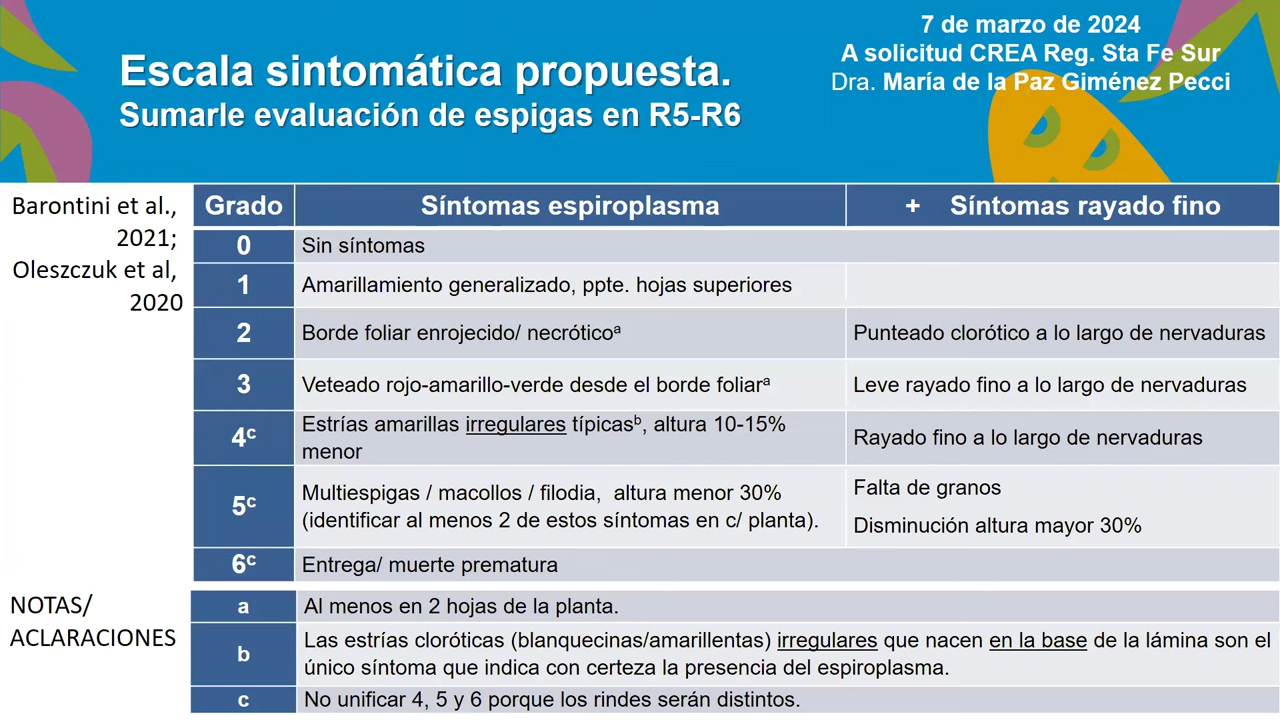 Escala sintomática propuesta.
Sumarle evaluación de espigas en R5-R6
7 de marzo de 2024
A solicitud CREA Reg. Sta Fe Sur
Dra. María de la Paz Giménez Pecci
Barontini et al.,
2021;
Oleszczuk et al,
2020
Grado Síntomas espiroplasma + Síntomas rayado fino
0 Sin síntomas
1 Amarillamiento generalizado, ppte. hojas superiores
2 Borde foliar enrojecido/ necróticoᵃ Punteado clorótico a lo largo de nervaduras
3 Veteado rojo-amarillo-verde desde el borde foliarᵃ Leve rayado fino a lo largo de nervaduras
4ᶜ Estrías amarillas irregulares típicasᵇ, altura 10-15%
menor
Rayado fino a lo largo de nervaduras
5ᶜ Multiespigas / macollos / filodia, altura menor 30%
(identificar al menos 2 de estos síntomas en c/ planta).
Falta de granos
Disminución altura mayor 30%
6ᶜ Entrega/ muerte prematura
NOTAS/
ACLARACIONES
a Al menos en 2 hojas de la planta.
b Las estrías cloróticas (blanquecinas/amarillentas) irregulares que nacen en la base de la lámina son el
único síntoma que indica con certeza la presencia del espiroplasma.
c No unificar 4, 5 y 6 porque los rindes serán distintos.